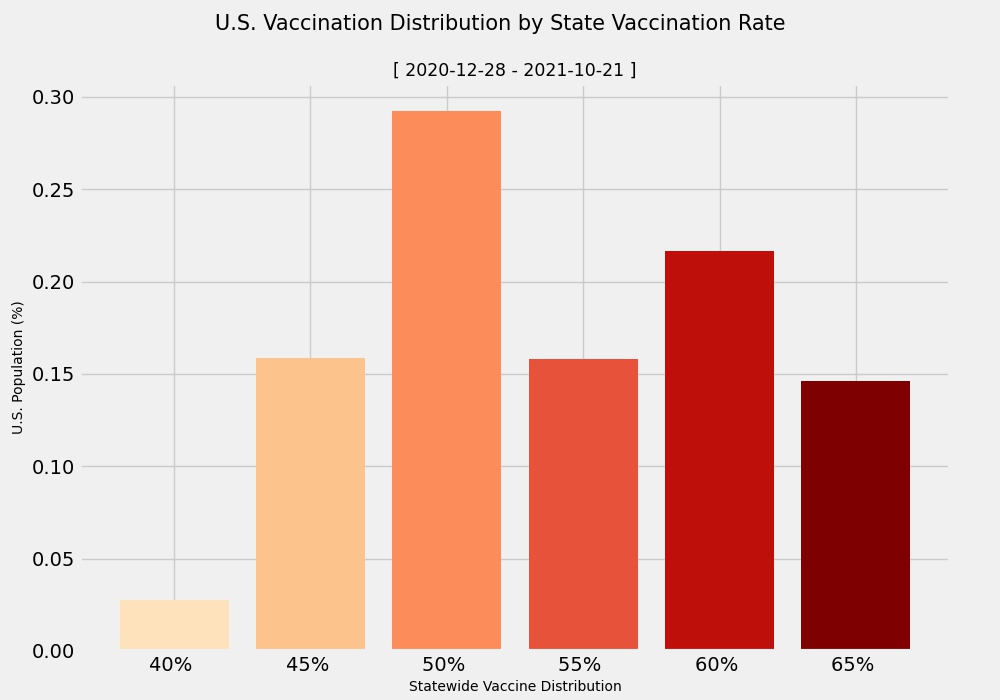 U.S. Vaccination Distribution by State Vaccination Rate
[ 2020-12-28 - 2021-10-21 ]
U.S. Population (%)
0.30
0.25
0.20
0.15
0.10
0.05
0.00
40% 45% 50% 55% 60% 65%
Statewide Vaccine Distribution